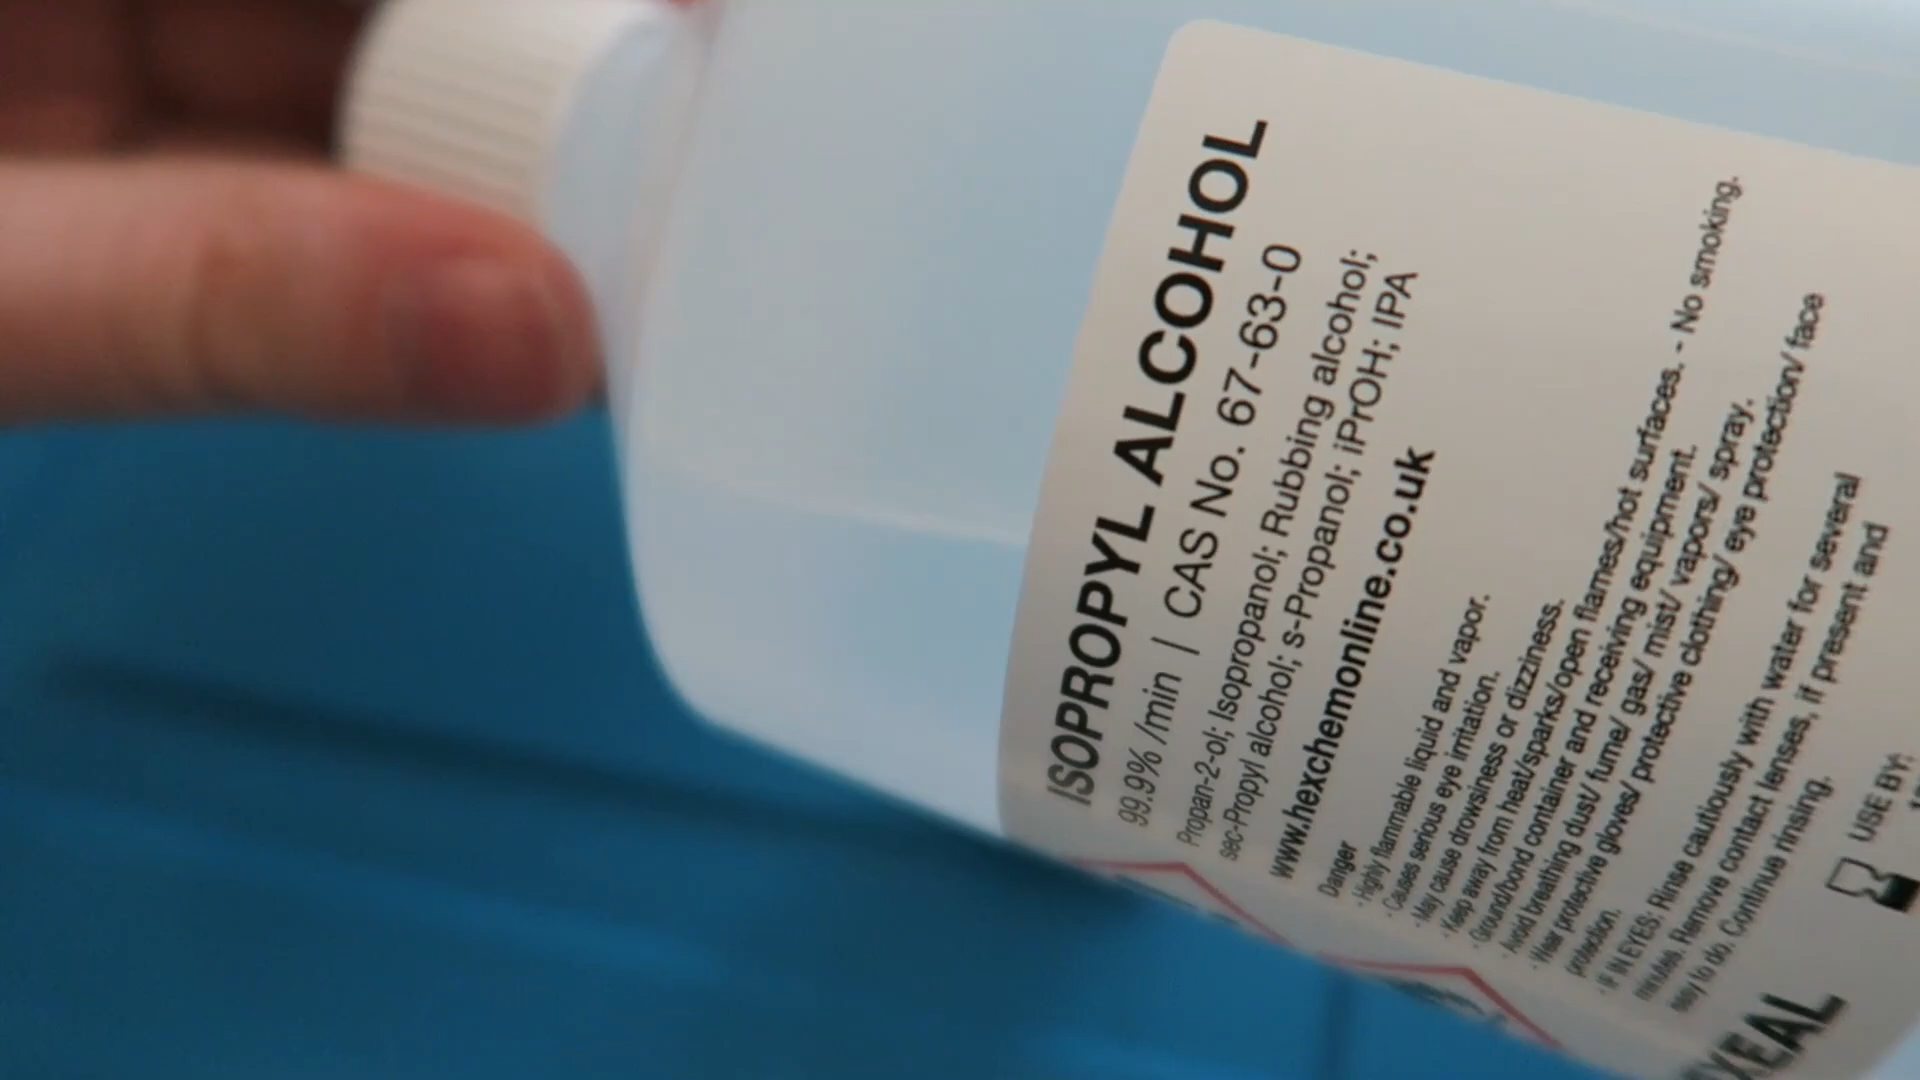 ISOPROPYL ALCOHOL
99.9% /min | CAS No. 67-63-0
Propan-2-ol; Isopropanol; Rubbing alcohol;
sec-Propyl alcohol; s-Propanol; iPrOH; IPA
www.hexchemonline.co.uk
Danger
- Highly flammable liquid and vapor.
- Causes serious eye irritation.
- May cause drowsiness or dizziness.
- Keep away from heat/sparks/open flames/hot surfaces. - No smoking.
- Ground/bond container and receiving equipment.
- Avoid breathing dust/ fume/ gas/ mist/ vapors/ spray.
- Wear protective gloves/ protective clothing/ eye protection/ face
protection.
- IF IN EYES: Rinse cautiously with water for several
minutes. Remove contact lenses, if present and
easy to do. Continue rinsing.
USE BY: